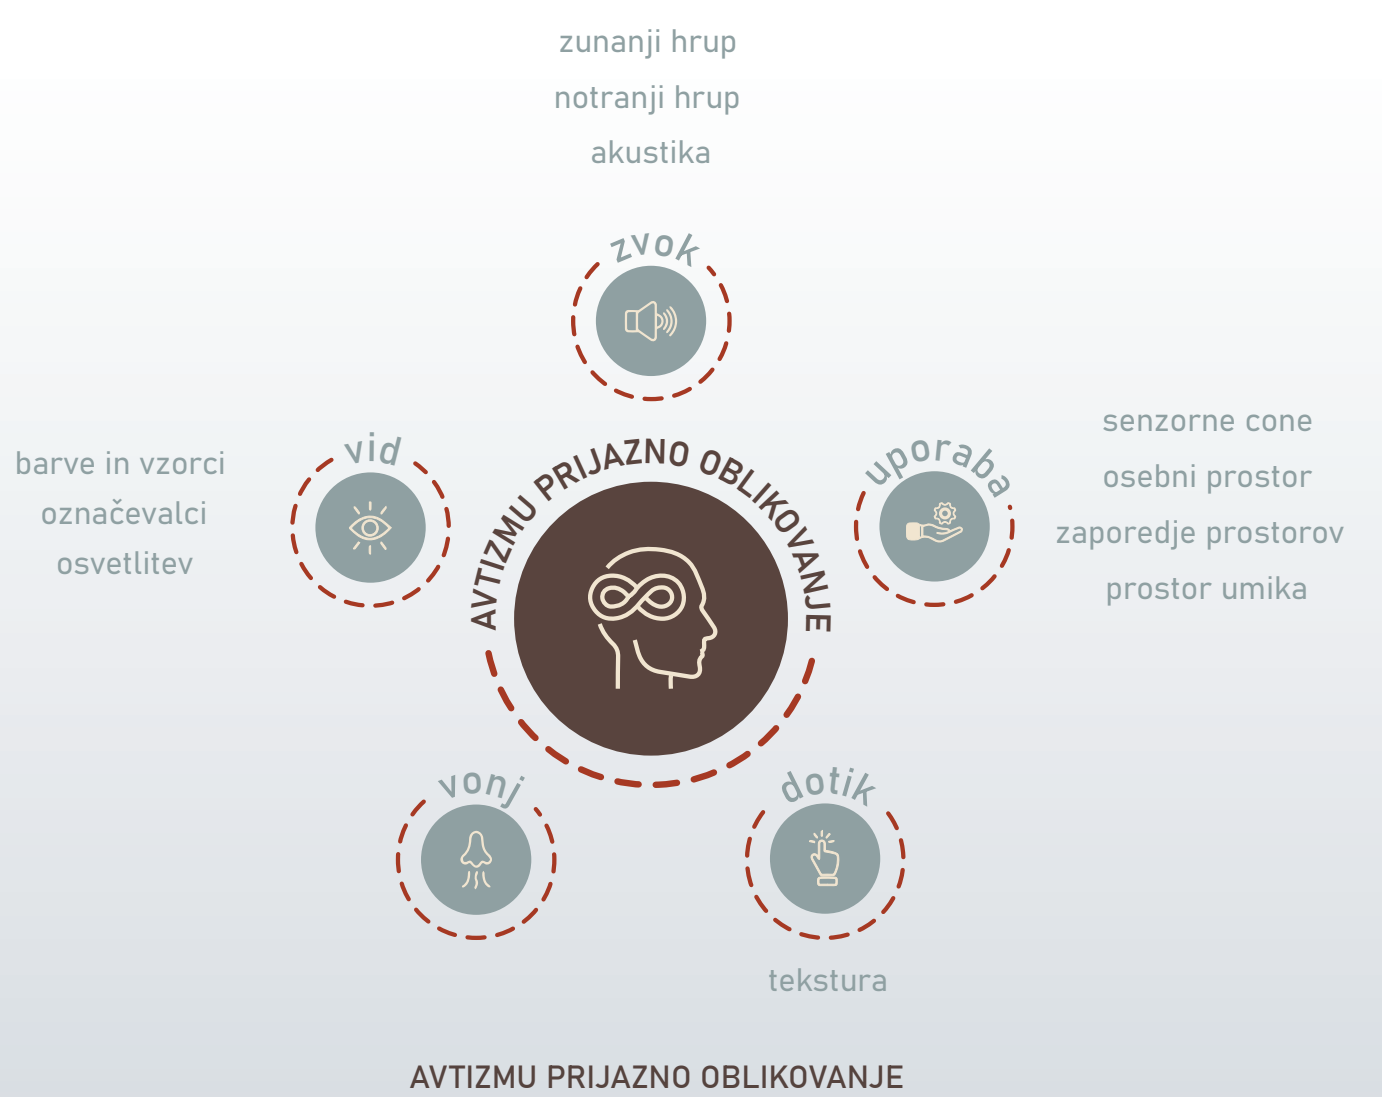 zunanji hrup
notranji hrup
akustika
zvok
vid
barve in vzorci
označevalci
osvetlitev
AVTIZMU PRIJAZNO OBLIKOVANJE
uporaba
senzorne cone
osebni prostor
zaporedje prostorov
prostor umika
vonj
dotik
tekstura
AVTIZMU PRIJAZNO OBLIKOVANJE